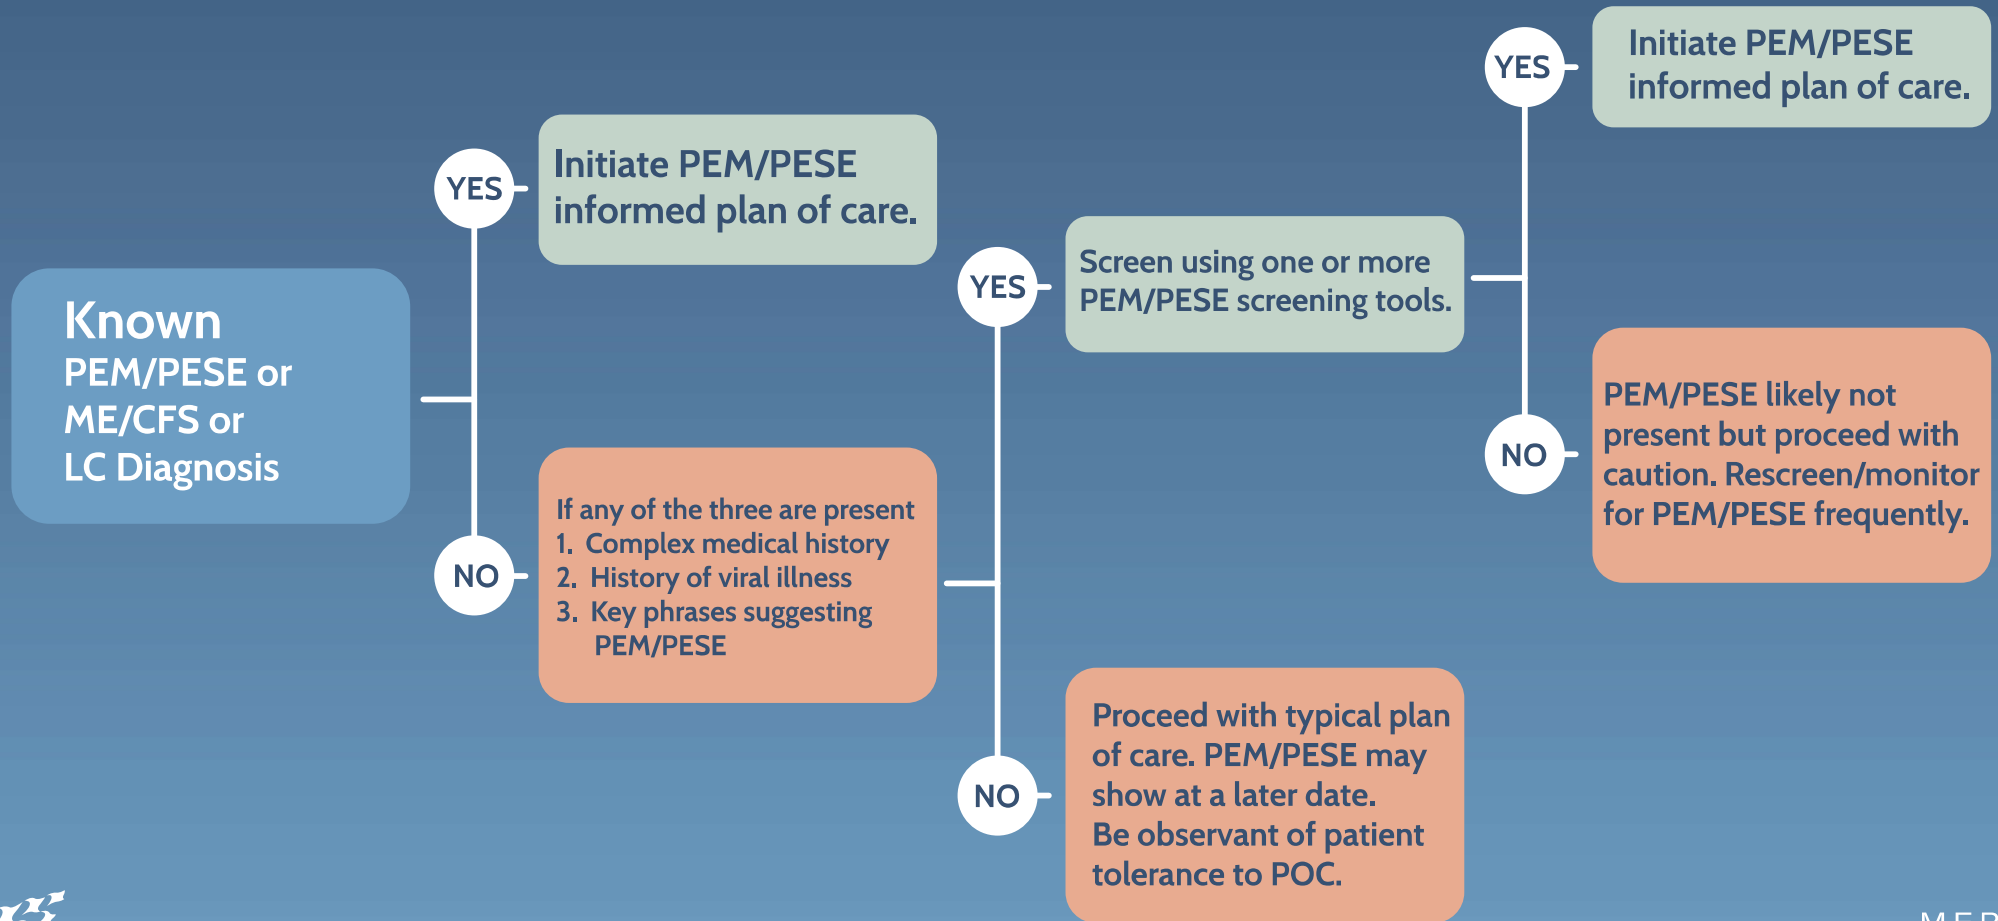 Known
PEM/PESE or
ME/CFS or
LC Diagnosis
YES
Initiate PEM/PESE
informed plan of care.
NO
If any of the three are present
1. Complex medical history
2. History of viral illness
3. Key phrases suggesting
PEM/PESE
YES
Screen using one or more
PEM/PESE screening tools.
NO
Proceed with typical plan
of care. PEM/PESE may
show at a later date.
Be observant of patient
tolerance to POC.
YES
Initiate PEM/PESE
informed plan of care.
NO
PEM/PESE likely not
present but proceed with
caution. Rescreen/monitor
for PEM/PESE frequently.